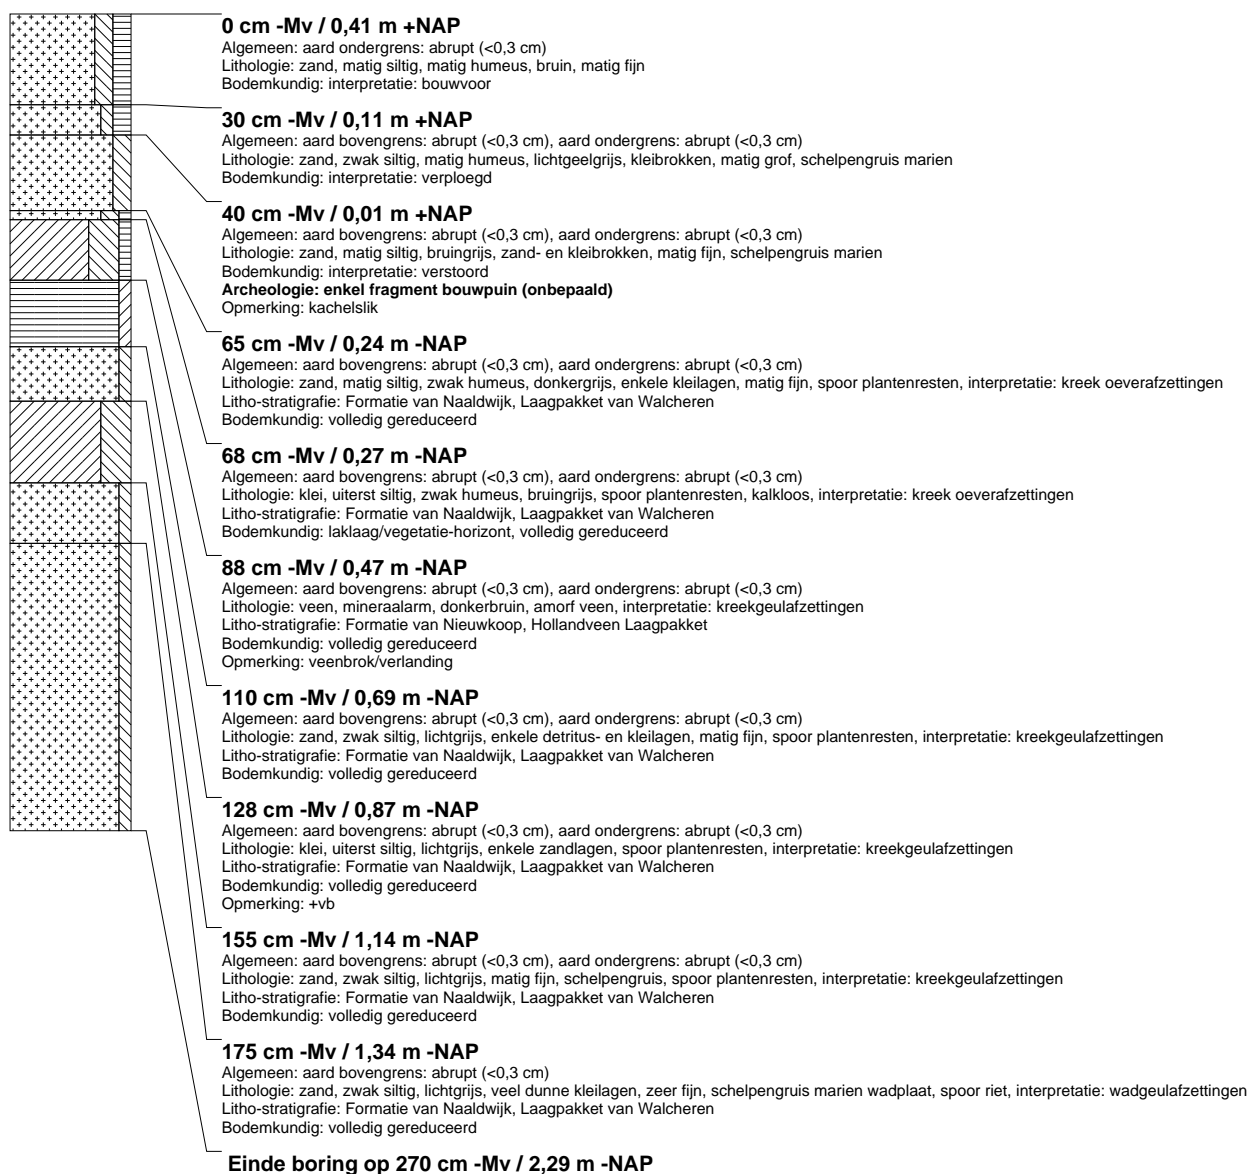 0 cm -Mv / 0,41 m +NAP
Algemeen: aard ondergrens: abrupt (<0,3 cm)
Lithologie: zand, matig siltig, matig humeus, bruin, matig fijn
Bodemkundig: interpretatie: bouwvoor
30 cm -Mv / 0,11 m +NAP
Algemeen: aard bovengrens: abrupt (<0,3 cm), aard ondergrens: abrupt (<0,3 cm)
Lithologie: zand, zwak siltig, matig humeus, lichtgeelgrijs, kleibrokken, matig grof, schelpengruis marien
Bodemkundig: interpretatie: verploegd
40 cm -Mv / 0,01 m +NAP
Algemeen: aard bovengrens: abrupt (<0,3 cm), aard ondergrens: abrupt (<0,3 cm)
Lithologie: zand, matig siltig, bruingrijs, zand- en kleibrokken, matig fijn, schelpengruis marien
Bodemkundig: interpretatie: verstoord
Archeologie: enkel fragment bouwpuin (onbepaald)
Opmerking: kachelslik
65 cm -Mv / 0,24 m -NAP
Algemeen: aard bovengrens: abrupt (<0,3 cm), aard ondergrens: abrupt (<0,3 cm)
Lithologie: zand, matig siltig, zwak humeus, donkergrijs, enkele kleilagen, matig fijn, spoor plantenresten, interpretatie: kreek oeverafzettingen
Litho-stratigrafie: Formatie van Naaldwijk, Laagpakket van Walcheren
Bodemkundig: volledig gereduceerd
68 cm -Mv / 0,27 m -NAP
Algemeen: aard bovengrens: abrupt (<0,3 cm), aard ondergrens: abrupt (<0,3 cm)
Lithologie: klei, uiterst siltig, zwak humeus, bruingrijs, spoor plantenresten, kalkloos, interpretatie: kreek oeverafzettingen
Litho-stratigrafie: Formatie van Naaldwijk, Laagpakket van Walcheren
Bodemkundig: laklaag/vegetatie-horizont, volledig gereduceerd
88 cm -Mv / 0,47 m -NAP
Algemeen: aard bovengrens: abrupt (<0,3 cm), aard ondergrens: abrupt (<0,3 cm)
Lithologie: veen, mineraalarm, donkerbruin, amorf veen, interpretatie: kreekgeulafzettingen
Litho-stratigrafie: Formatie van Nieuwkoop, Hollandveen Laagpakket
Bodemkundig: volledig gereduceerd
Opmerking: veenbrok/verlanding
110 cm -Mv / 0,69 m -NAP
Algemeen: aard bovengrens: abrupt (<0,3 cm), aard ondergrens: abrupt (<0,3 cm)
Lithologie: zand, zwak siltig, lichtgrijs, enkele detritus- en kleilagen, matig fijn, spoor plantenresten, interpretatie: kreekgeulafzettingen
Litho-stratigrafie: Formatie van Naaldwijk, Laagpakket van Walcheren
Bodemkundig: volledig gereduceerd
128 cm -Mv / 0,87 m -NAP
Algemeen: aard bovengrens: abrupt (<0,3 cm), aard ondergrens: abrupt (<0,3 cm)
Lithologie: klei, uiterst siltig, lichtgrijs, enkele zandlagen, spoor plantenresten, interpretatie: kreekgeulafzettingen
Litho-stratigrafie: Formatie van Naaldwijk, Laagpakket van Walcheren
Bodemkundig: volledig gereduceerd
Opmerking: +vb
155 cm -Mv / 1,14 m -NAP
Algemeen: aard bovengrens: abrupt (<0,3 cm), aard ondergrens: abrupt (<0,3 cm)
Lithologie: zand, zwak siltig, lichtgrijs, matig fijn, schelpengruis, spoor plantenresten, interpretatie: kreekgeulafzettingen
Litho-stratigrafie: Formatie van Naaldwijk, Laagpakket van Walcheren
Bodemkundig: volledig gereduceerd
175 cm -Mv / 1,34 m -NAP
Algemeen: aard bovengrens: abrupt (<0,3 cm)
Lithologie: zand, zwak siltig, lichtgrijs, veel dunne kleilagen, zeer fijn, schelpengruis marien wadplaat, spoor riet, interpretatie: wadgeulafzettingen
Litho-stratigrafie: Formatie van Naaldwijk, Laagpakket van Walcheren
Bodemkundig: volledig gereduceerd
Einde boring op 270 cm -Mv / 2,29 m -NAP